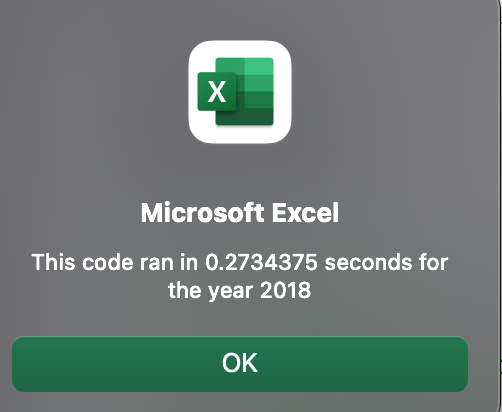 X
Microsoft Excel
This code ran in 0.2734375 seconds for
the year 2018
OK